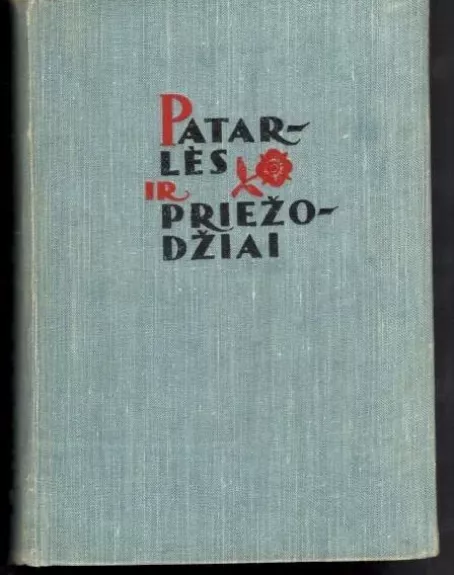 PATAR-
LĖS
IR
PRIEŽO-
DŽIAI